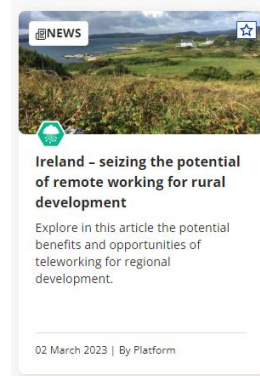 NEWS
Ireland – seizing the potential
of remote working for rural
development
Explore in this article the potential
benefits and opportunities of
teleworking for regional
development.
02 March 2023 | By Platform